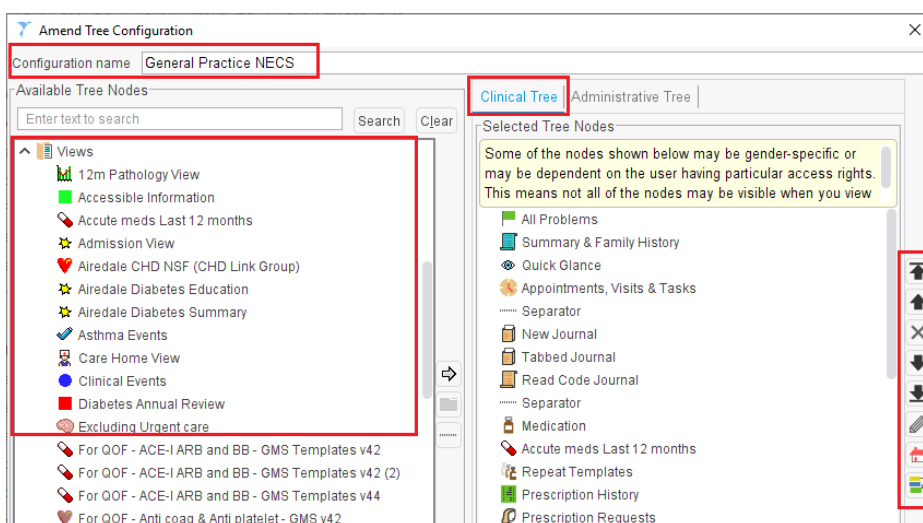 Amend Tree Configuration
Configuration name General Practice NECS
Available Tree Nodes
Enter text to search Search Clear
Views
12m Pathology View
Accessible Information
Accute meds Last 12 months
Admission View
Airedale CHD NSF (CHD Link Group)
Airedale Diabetes Education
Airedale Diabetes Summary
Asthma Events
Care Home View
Clinical Events
Diabetes Annual Review
Excluding Urgent care
For QOF - ACE-I ARB and BB - GMS Templates v42
For QOF - ACE-I ARB and BB - GMS Templates v42 (2)
For QOF - ACE-I ARB and BB - GMS Templates v44
For QOF - Anti coag & Anti platelet - GMS v42
Clinical Tree Administrative Tree
Selected Tree Nodes
Some of the nodes shown below may be gender-specific or
may be dependent on the user having particular access rights.
This means not all of the nodes may be visible when you view
All Problems
Summary & Family History
Quick Glance
Appointments, Visits & Tasks
Separator
New Journal
Tabbed Journal
Read Code Journal
Separator
Medication
Accute meds Last 12 months
Repeat Templates
Prescription History
Prescription Requests